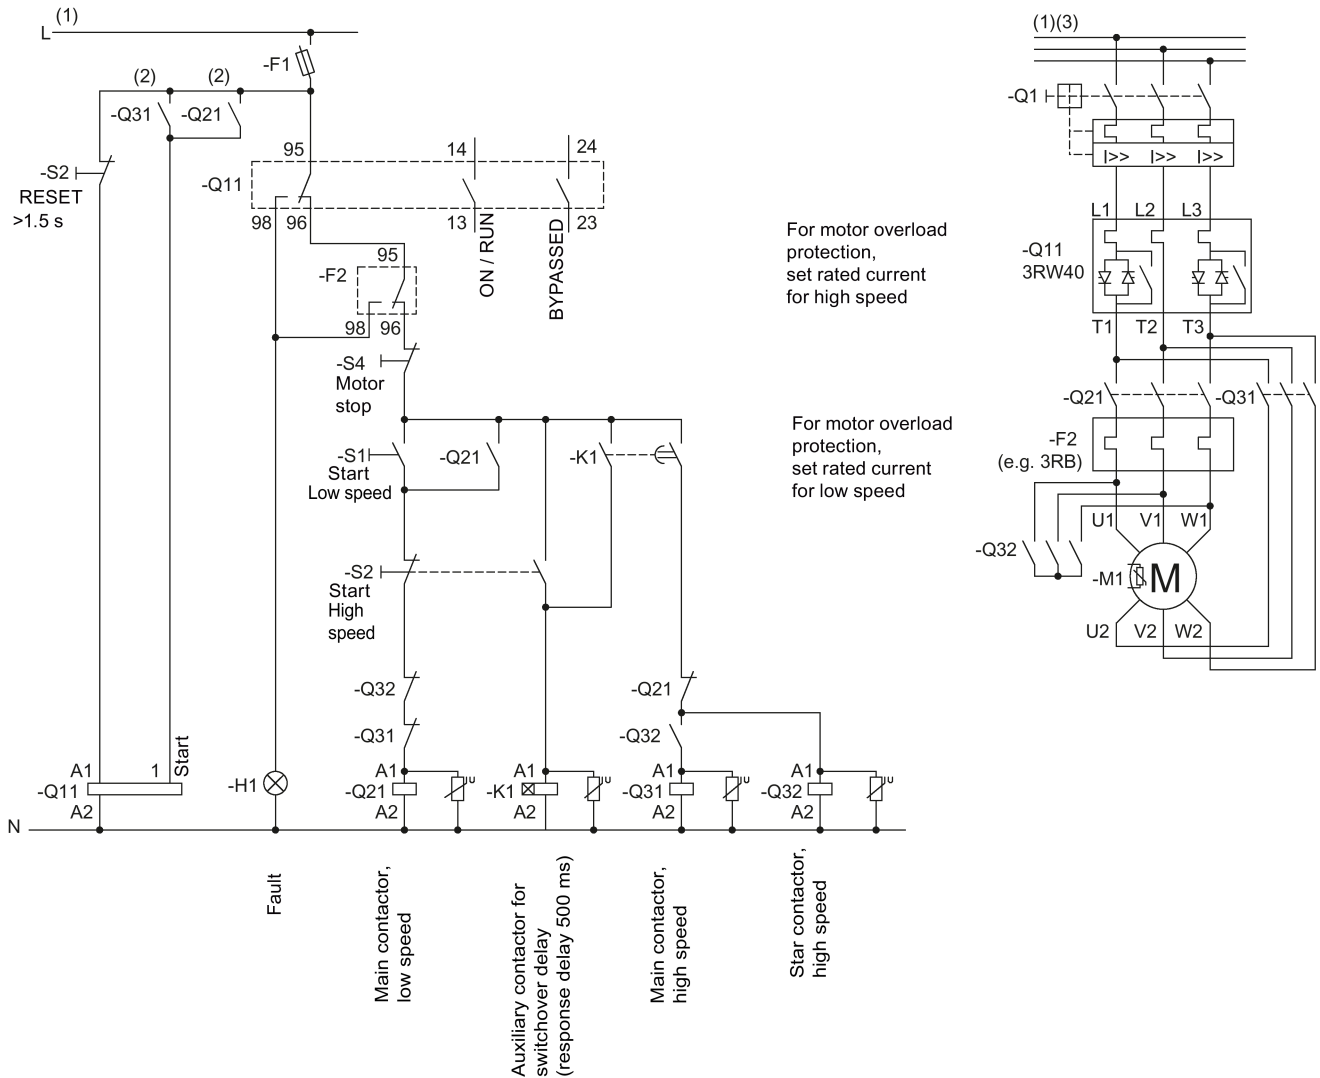 L (1)
-F1
(2) (2)
-Q31 -Q21
-S2
RESET
>1.5 s
95 14 24
-Q11
98 96 13 23
ON / RUN
BYPASSED
95
-F2
98 96
-S4
Motor
stop
-S1
Start
Low speed
-Q21
-K1
-S2
Start
High
speed
-Q32
-Q31
-Q21
-Q32
A1 1 Start
-Q11
A2
-H1
A1
-Q21
A2
U
A1
-K1
A2
U
A1
-Q31
A2
U
A1
-Q32
A2
U
N
Fault
Main contactor,
low speed
Auxiliary contactor for
switchover delay
(response delay 500 ms)
Main contactor,
high speed
Star contactor,
high speed
For motor overload
protection,
set rated current
for high speed
For motor overload
protection,
set rated current
for low speed
(1)(3)
-Q1
I>> I>> I>>
L1 L2 L3
-Q11
3RW40
T1 T2 T3
-Q21 -Q31
-F2
(e.g. 3RB)
U1 V1 W1
-Q32
-M1 M
U2 V2 W2